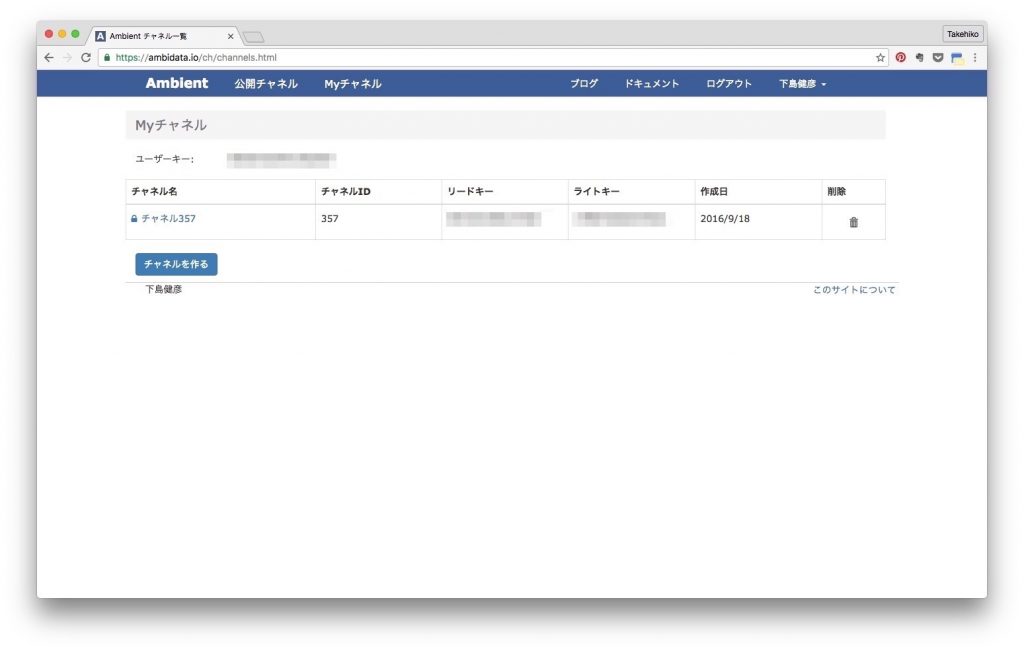 Ambient チャネル一覧
Takehiko
https://ambidata.io/ch/channels.html
Ambient 公開チャネル Myチャネル ブログ ドキュメント ログアウト 下島健彦
Myチャネル
ユーザーキー:
チャネル名 チャネルID リードキー ライトキー 作成日 削除
チャネル357 357 2016/9/18
チャネルを作る
下島健彦 このサイトについて